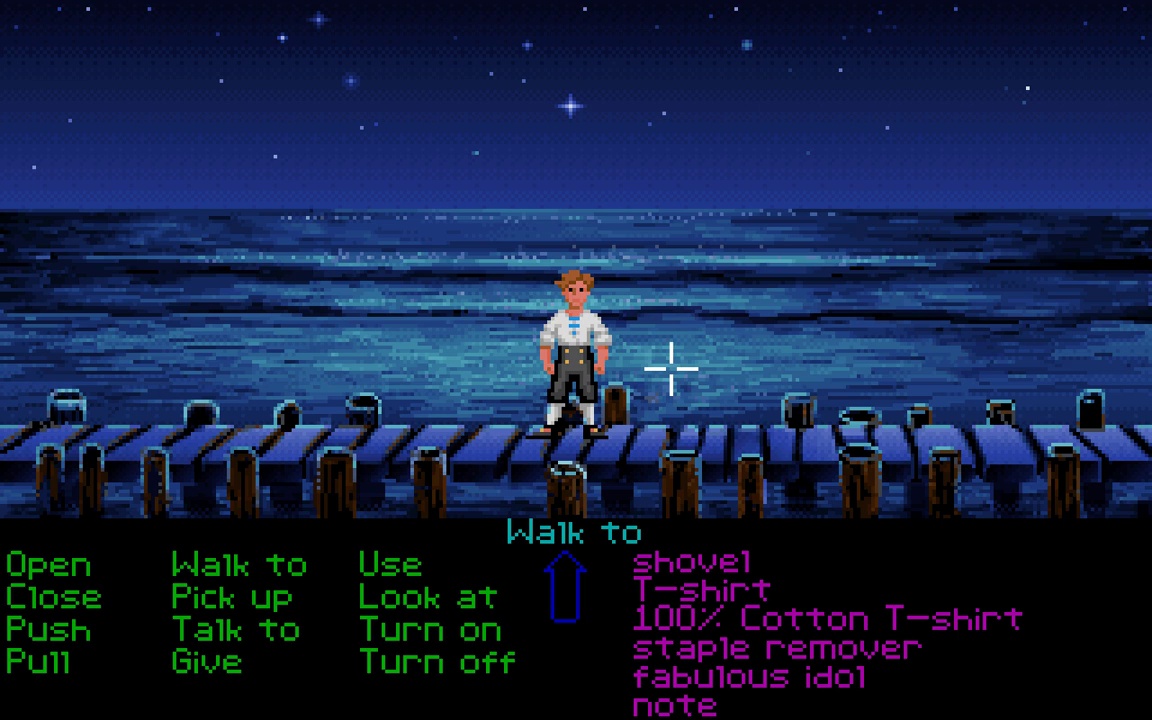 Walk to
Open Walk to Use
Close Pick up Look at
Push Talk to Turn on
Pull Give Turn off
shovel
T-shirt
100% Cotton T-shirt
staple remover
fabulous idol
note